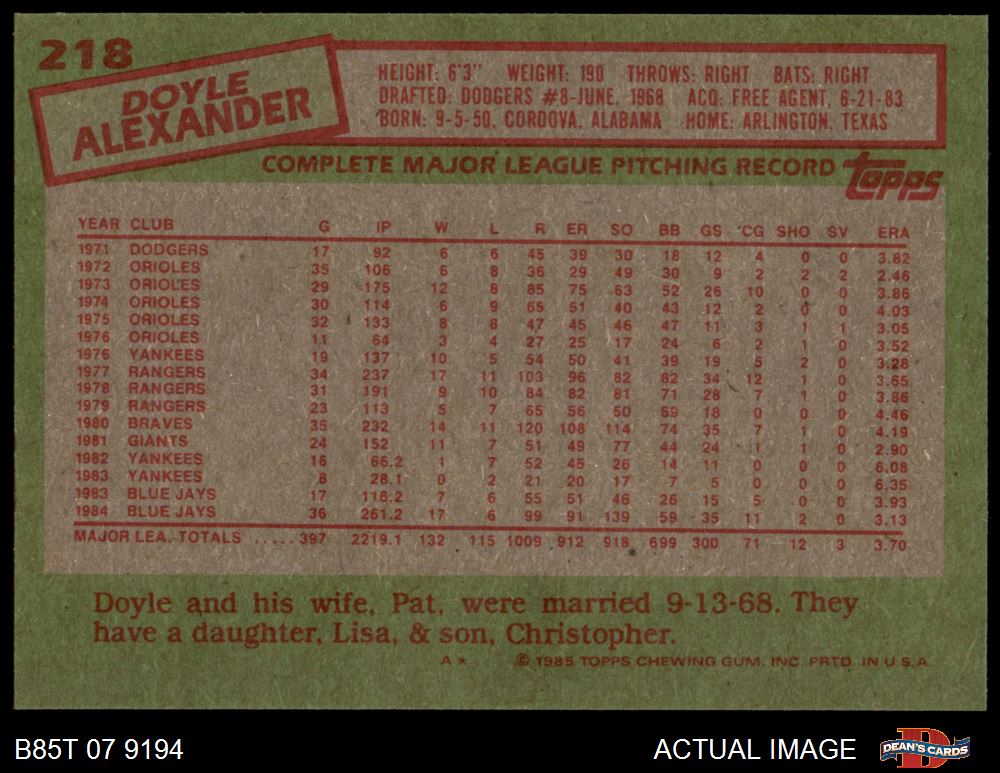 218
DOYLE
ALEXANDER
HEIGHT: 6'3" WEIGHT: 190 THROWS: RIGHT BATS: RIGHT
DRAFTED: DODGERS #8-JUNE, 1968 ACQ: FREE AGENT, 6-21-83
BORN: 9-5-50, CORDOVA, ALABAMA HOME: ARLINGTON, TEXAS
COMPLETE MAJOR LEAGUE PITCHING RECORD topps
YEAR CLUB G IP W L R ER SO BB GS CG SHO SV ERA
1971 DODGERS 17 92 6 6 45 39 30 18 12 4 0 0 3.82
1972 ORIOLES 35 106 6 8 36 29 49 30 9 2 2 2 2.46
1973 ORIOLES 29 175 12 8 85 75 63 52 26 10 0 0 3.86
1974 ORIOLES 30 114 6 9 65 51 40 43 12 2 0 0 4.03
1975 ORIOLES 32 133 8 8 47 45 46 47 11 3 1 1 3.05
1976 ORIOLES 11 64 3 4 27 25 17 24 6 2 1 0 3.52
1976 YANKEES 19 137 10 5 54 50 41 39 19 5 2 0 3.28
1977 RANGERS 34 237 17 11 103 96 82 82 34 12 1 0 3.65
1978 RANGERS 31 191 9 10 84 82 81 71 28 7 1 0 3.86
1979 RANGERS 23 113 5 7 65 56 50 69 18 0 0 0 4.46
1980 BRAVES 35 232 14 11 120 108 114 74 35 7 1 0 4.19
1981 GIANTS 24 152 11 7 51 49 77 44 24 1 1 0 2.90
1982 YANKEES 16 66.2 1 7 52 45 26 14 11 0 0 0 6.08
1983 YANKEES 8 28.1 0 2 21 20 17 7 5 0 0 0 6.35
1983 BLUE JAYS 17 116.2 7 6 55 51 46 26 15 5 0 0 3.93
1984 BLUE JAYS 36 261.2 17 6 99 91 139 59 35 11 2 0 3.13
MAJOR LEA. TOTALS ..... 397 2219.1 132 115 1009 912 918 699 300 71 12 3 3.70
Doyle and his wife, Pat, were married 9-13-68. They
have a daughter, Lisa, & son, Christopher.
A* © 1985 TOPPS CHEWING GUM, INC. PRTD. IN U.S.A.
B85T 07 9194 ACTUAL IMAGE DEAN'S CARDS